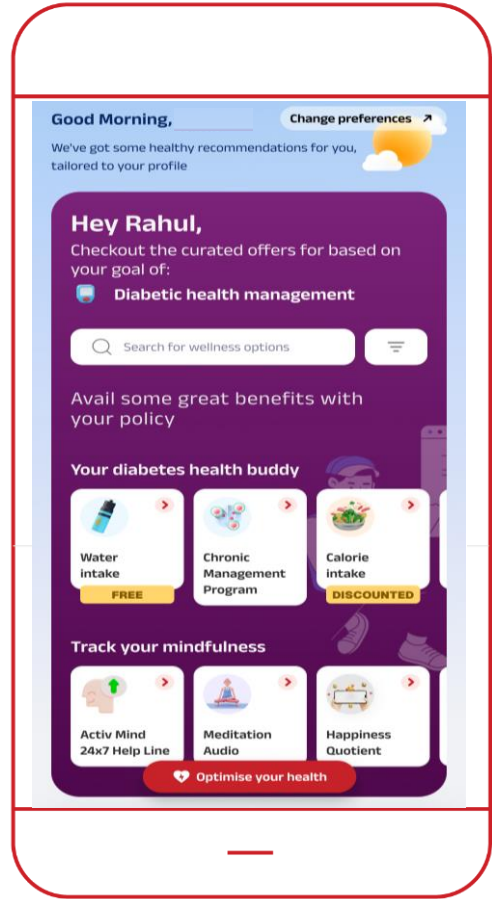 Good Morning,
Change preferences
We've got some healthy recommendations for you,
tailored to your profile
Hey Rahul,
Checkout the curated offers for based on
your goal of:
Diabetic health management
Search for wellness options
Avail some great benefits with
your policy
Your diabetes health buddy
Water
intake
FREE
Chronic
Management
Program
Calorie
intake
DISCOUNTED
Track your mindfulness
Activ Mind
24x7 Help Line
Meditation
Audio
Happiness
Quotient
Optimise your health